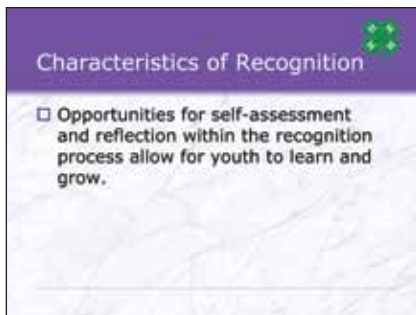 Characteristics of Recognition
Opportunities for self-assessment
and reflection within the recognition
process allow for youth to learn and
grow.